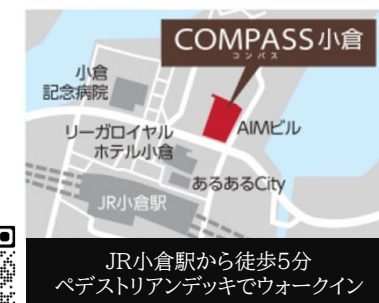 COMPASS小倉
コンパス
小倉
記念病院
リーガロイヤル
ホテル小倉
AIMビル
あるあるCity
JR小倉駅
JR小倉駅から徒歩5分
ペデストリアンデッキでウォークイン